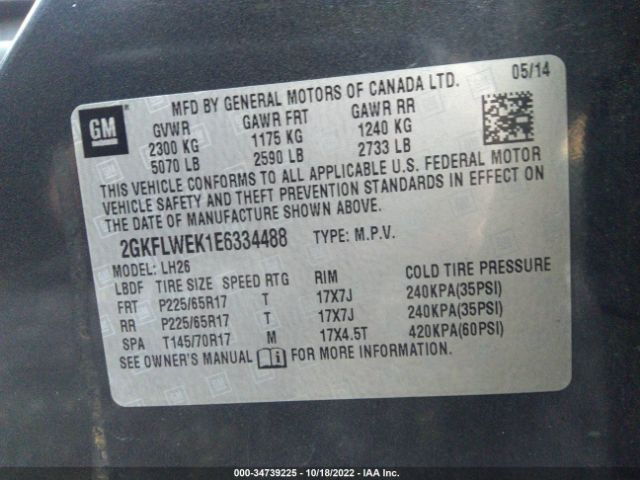 MFD BY GENERAL MOTORS OF CANADA LTD. 05/14
GM
GVWR GAWR FRT GAWR RR
2300 KG 1175 KG 1240 KG
5070 LB 2590 LB 2733 LB
THIS VEHICLE CONFORMS TO ALL APPLICABLE U.S. FEDERAL MOTOR
VEHICLE SAFETY AND THEFT PREVENTION STANDARDS IN EFFECT ON
THE DATE OF MANUFACTURE SHOWN ABOVE.
2GKFLWEK1E6334488 TYPE: M.P.V.
MODEL: LH26
LBDF TIRE SIZE SPEED RTG RIM COLD TIRE PRESSURE
FRT P225/65R17 T 17X7J 240KPA(35PSI)
RR P225/65R17 T 17X7J 240KPA(35PSI)
SPA T145/70R17 M 17X4.5T 420KPA(60PSI)
SEE OWNER'S MANUAL FOR MORE INFORMATION.
000-34739225 - 10/18/2022 - IAA Inc.